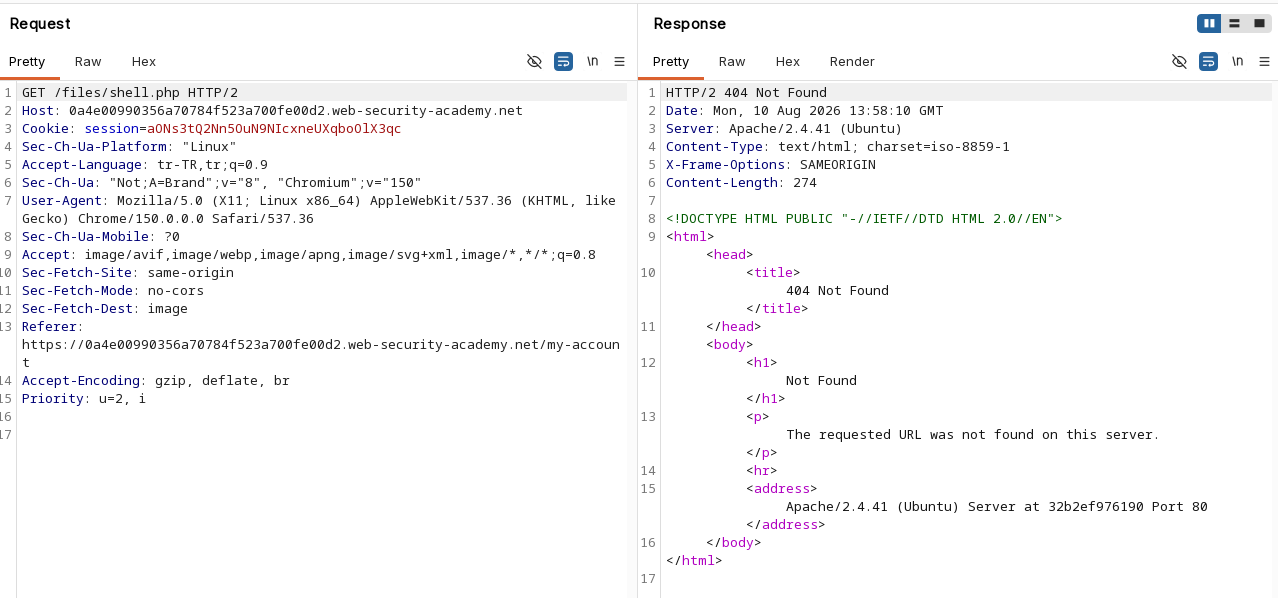 Request
Pretty Raw Hex
\n
1 GET /files/shell.php HTTP/2
2 Host: 0a4e00990356a70784f523a700fe00d2.web-security-academy.net
3 Cookie: session=aONs3tQ2Nn5OuN9NIcxneUXqboOlX3qc
4 Sec-Ch-Ua-Platform: "Linux"
5 Accept-Language: tr-TR,tr;q=0.9
6 Sec-Ch-Ua: "Not;A=Brand";v="8", "Chromium";v="150"
7 User-Agent: Mozilla/5.0 (X11; Linux x86_64) AppleWebKit/537.36 (KHTML, like
Gecko) Chrome/150.0.0.0 Safari/537.36
8 Sec-Ch-Ua-Mobile: ?0
9 Accept: image/avif,image/webp,image/apng,image/svg+xml,image/*,*/*;q=0.8
10 Sec-Fetch-Site: same-origin
11 Sec-Fetch-Mode: no-cors
12 Sec-Fetch-Dest: image
13 Referer:
https://0a4e00990356a70784f523a700fe00d2.web-security-academy.net/my-accoun
t
14 Accept-Encoding: gzip, deflate, br
15 Priority: u=2, i
16
17
Response
Pretty Raw Hex Render
\n
1 HTTP/2 404 Not Found
2 Date: Mon, 10 Aug 2026 13:58:10 GMT
3 Server: Apache/2.4.41 (Ubuntu)
4 Content-Type: text/html; charset=iso-8859-1
5 X-Frame-Options: SAMEORIGIN
6 Content-Length: 274
7
8 <!DOCTYPE HTML PUBLIC "-//IETF//DTD HTML 2.0//EN">
9 <html>
<head>
10 <title>
404 Not Found
</title>
11 </head>
<body>
12 <h1>
Not Found
</h1>
13 <p>
The requested URL was not found on this server.
</p>
14 <hr>
15 <address>
Apache/2.4.41 (Ubuntu) Server at 32b2ef976190 Port 80
</address>
16 </body>
</html>
17